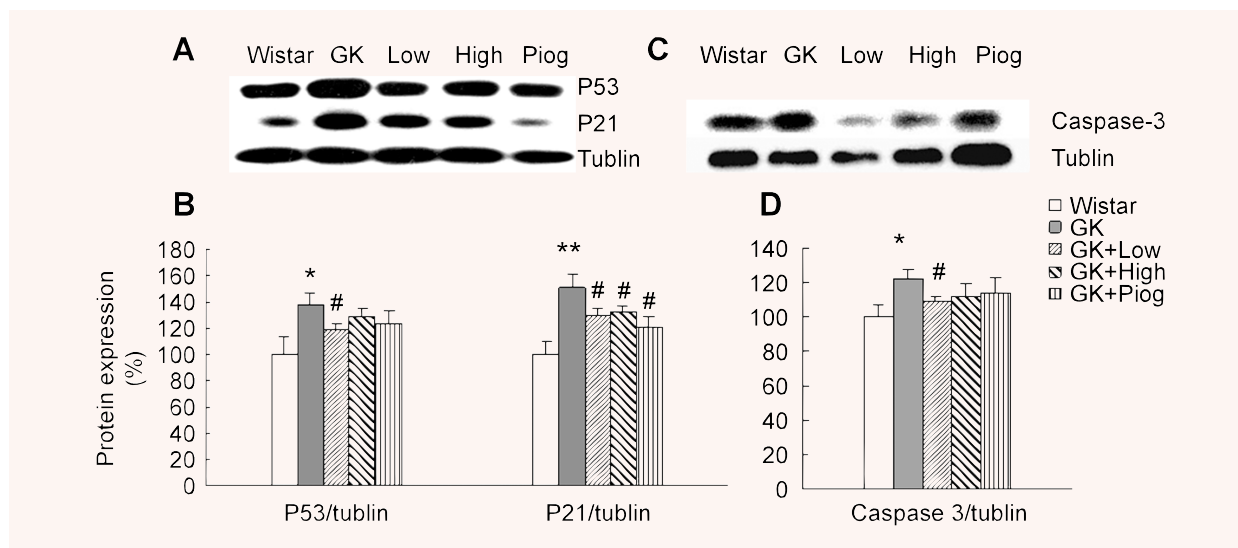 A
Wistar GK Low High Piog
P53
P21
Tublin
C
Wistar GK Low High Piog
Caspase-3
Tublin
B
Protein expression
(%)
180
160
140
120
100
80
60
40
20
0
*
#
**
# # #
P53/tublin
P21/tublin
D
140
120
100
80
60
40
20
0
*
#
Caspase 3/tublin
Wistar
GK
GK+Low
GK+High
GK+Piog